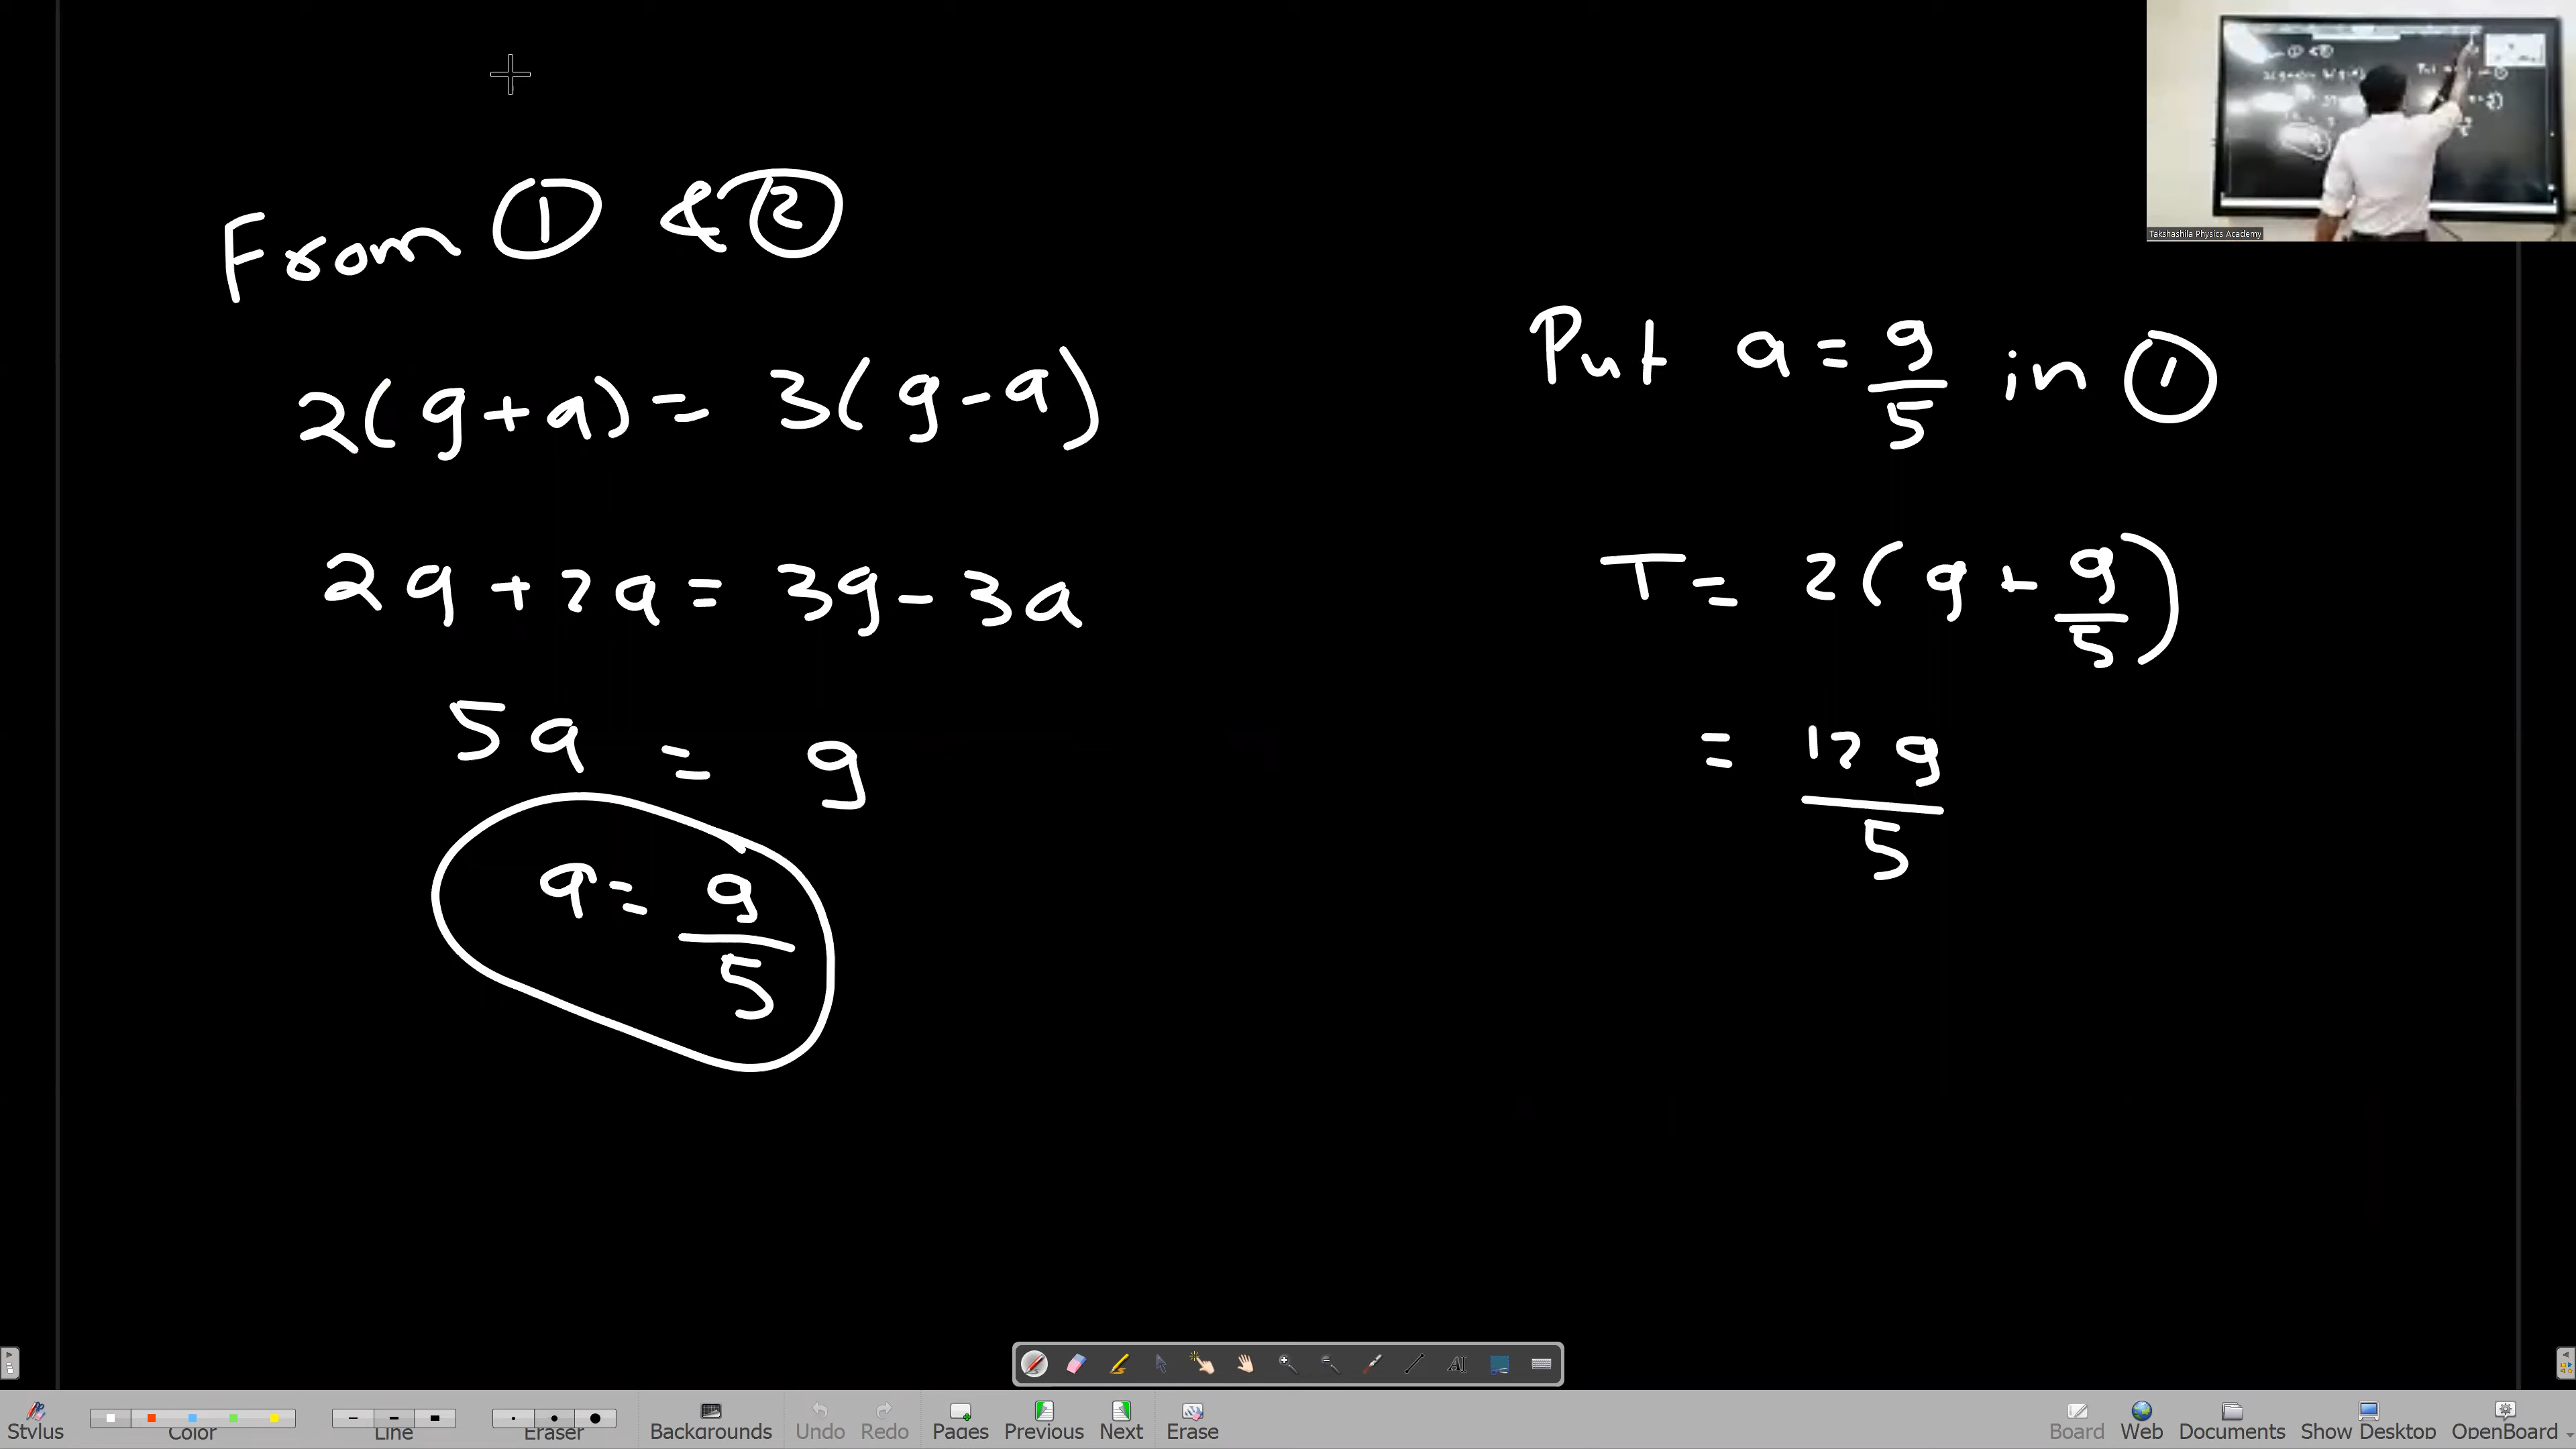 From ① & ②
2(g+a) = 3(g-a)
2g + 2a = 3g - 3a
5a = g
a = g/5
Put a = g/5 in ①
T = 2(g + g/5)
= 12g/5
Takshashila Physics Academy
Stylus
Color
Line
Eraser
Backgrounds
Undo
Redo
Pages
Previous
Next
Erase
Board
Web
Documents
Show Desktop
OpenBoard